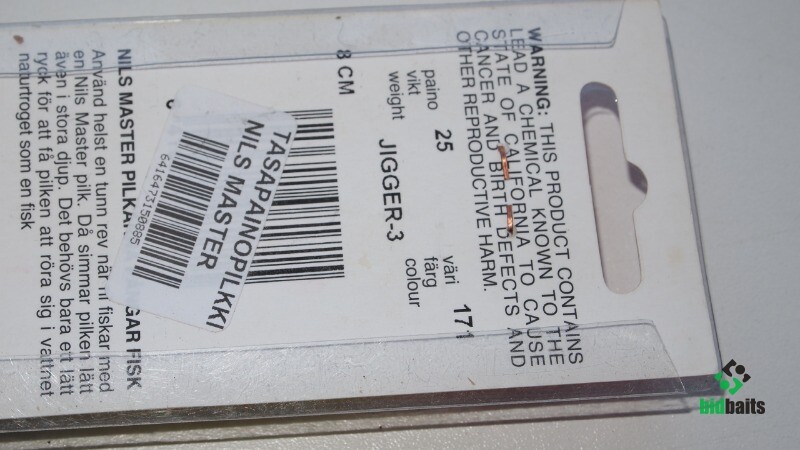 WARNING: THIS PRODUCT CONTAINS
LEAD A CHEMICAL KNOWN TO THE
STATE OF CALIFORNIA TO CAUSE
CANCER AND BIRTH DEFECTS AND
OTHER REPRODUCTIVE HARM.
paino
vikt
weight
25
väri
färg
colour
171
JIGGER-3
8 CM
TASAPAINOPILKKI
NILS MASTER
6416473150885
NILS MASTER
GAR FISK
Använd helst en tunn rev när ni fiskar med
en Nils Master pilk. Då simmar pilken lätt
även i stora djup. Det behövs bara ett lätt
ryck för att få pilken att röra sig i vattnet
naturtroget som en fisk
bidbaits